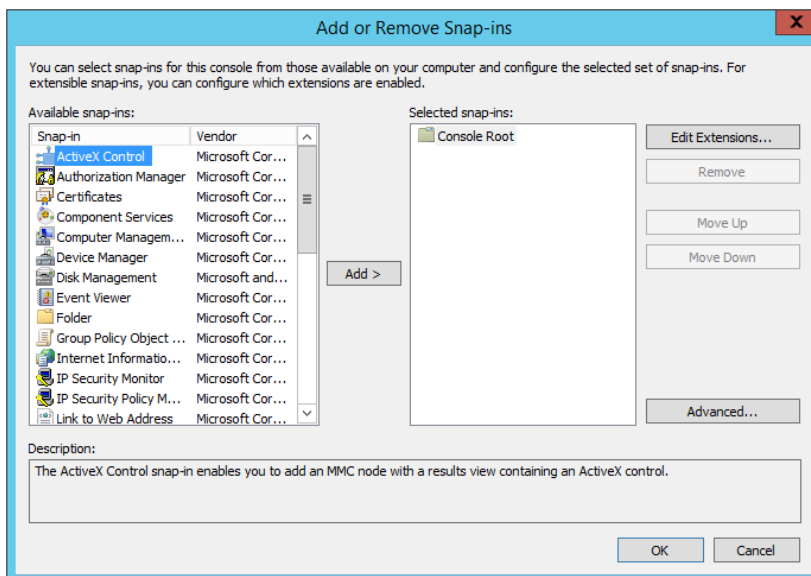 Add or Remove Snap-ins
x
You can select snap-ins for this console from those available on your computer and configure the selected set of snap-ins. For
extensible snap-ins, you can configure which extensions are enabled.
Available snap-ins:
Selected snap-ins:
Snap-in Vendor
ActiveX Control Microsoft Cor...
Authorization Manager Microsoft Cor...
Certificates Microsoft Cor...
Component Services Microsoft Cor...
Computer Managem... Microsoft Cor...
Device Manager Microsoft Cor...
Disk Management Microsoft and...
Event Viewer Microsoft Cor...
Folder Microsoft Cor...
Group Policy Object ... Microsoft Cor...
Internet Informatio... Microsoft Cor...
IP Security Monitor Microsoft Cor...
IP Security Policy M... Microsoft Cor...
Link to Web Address Microsoft Cor...
Add >
Console Root
Edit Extensions...
Remove
Move Up
Move Down
Advanced...
Description:
The ActiveX Control snap-in enables you to add an MMC node with a results view containing an ActiveX control.
OK
Cancel